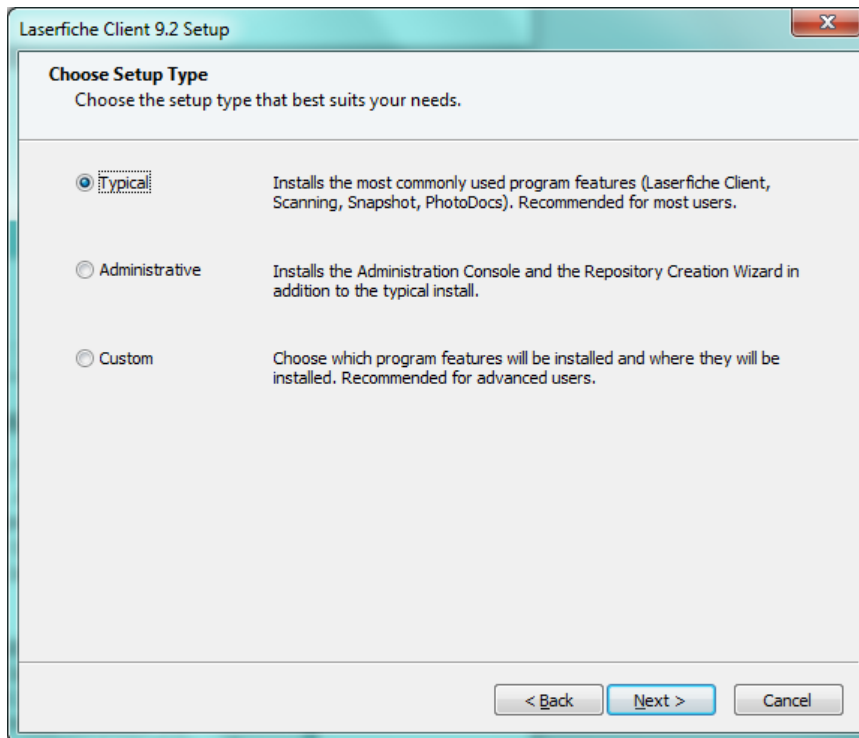 Laserfiche Client 9.2 Setup
Choose Setup Type
Choose the setup type that best suits your needs.
Typical
Installs the most commonly used program features (Laserfiche Client,
Scanning, Snapshot, PhotoDocs). Recommended for most users.
Administrative
Installs the Administration Console and the Repository Creation Wizard in
addition to the typical install.
Custom
Choose which program features will be installed and where they will be
installed. Recommended for advanced users.
< Back
Next >
Cancel